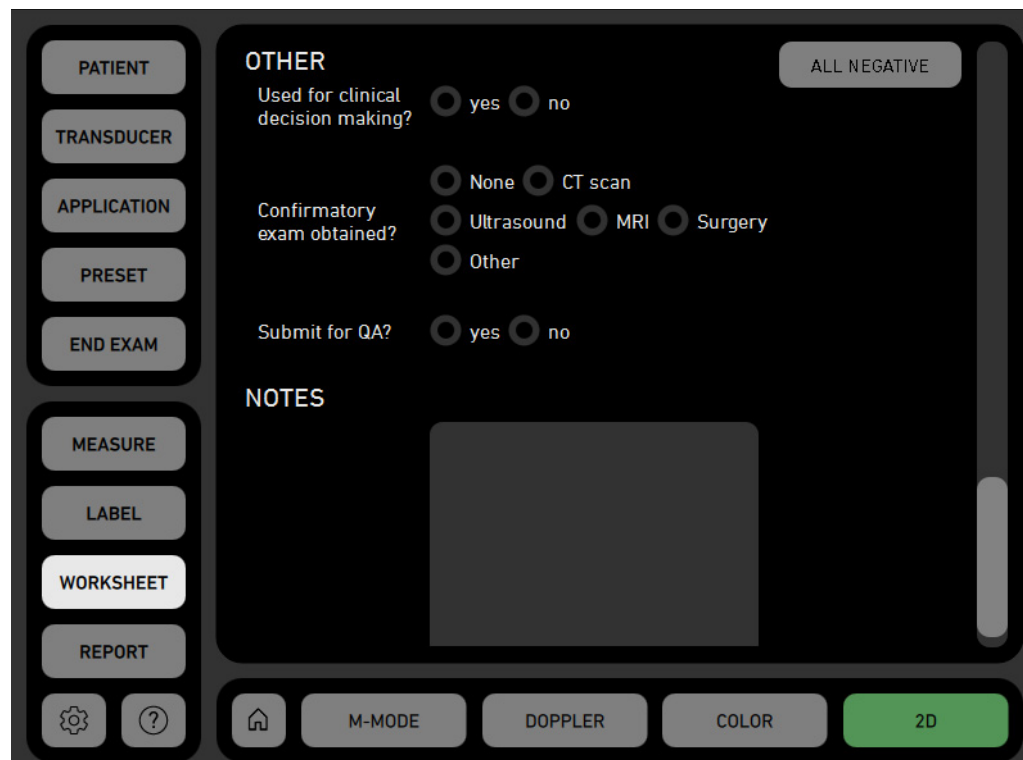 PATIENT
TRANSDUCER
APPLICATION
PRESET
END EXAM
MEASURE
LABEL
WORKSHEET
REPORT
?
OTHER
ALL NEGATIVE
Used for clinical
decision making?
yes no
None CT scan
Confirmatory
exam obtained?
Ultrasound MRI Surgery
Other
Submit for QA? yes no
NOTES
M-MODE DOPPLER COLOR 2D